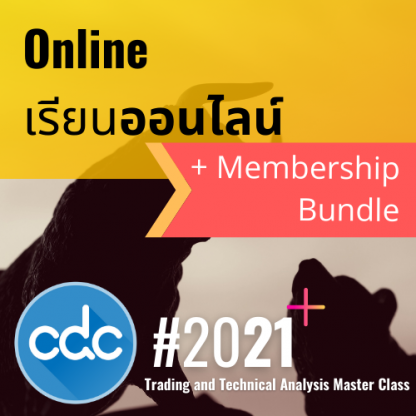 Online
เรียนออนไลน์
+ Membership
Bundle
cdc
#2021+
Trading and Technical Analysis Master Class